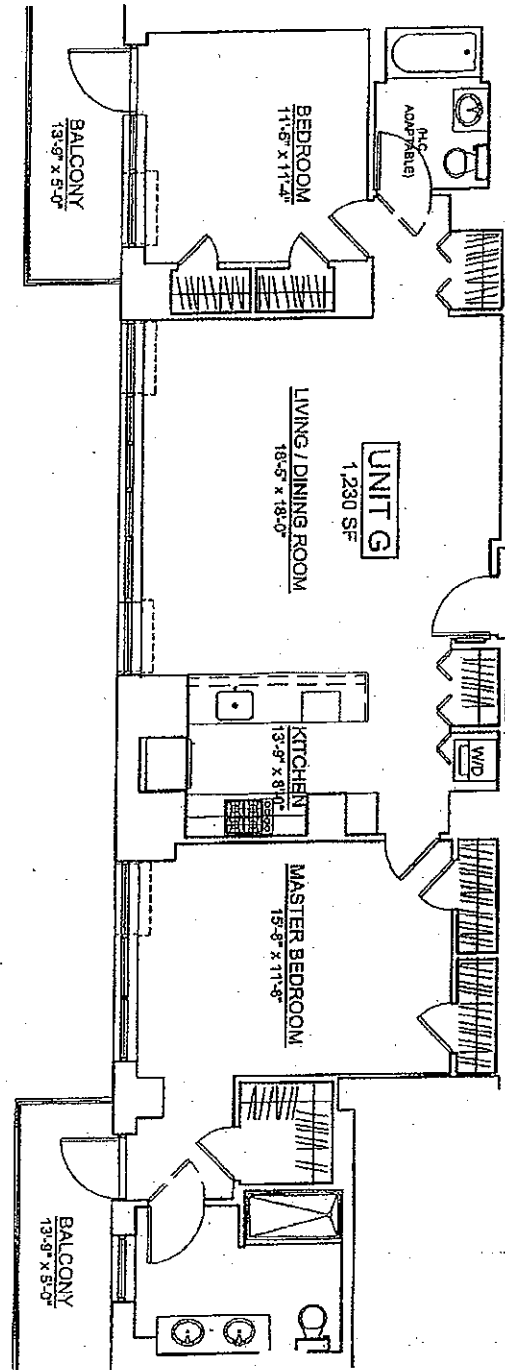 BALCONY
13'-9" x 5'-0"
BEDROOM
11'-6" x 11'-4"
(H.C.
ADAPTABLE)
LIVING / DINING ROOM
18'-5" x 18'-0"
UNIT G
1,230 SF
KITCHEN
13'-9" x 8'-0"
W/D
MASTER BEDROOM
15'-8" x 11'-8"
BALCONY
13'-9" x 5'-0"